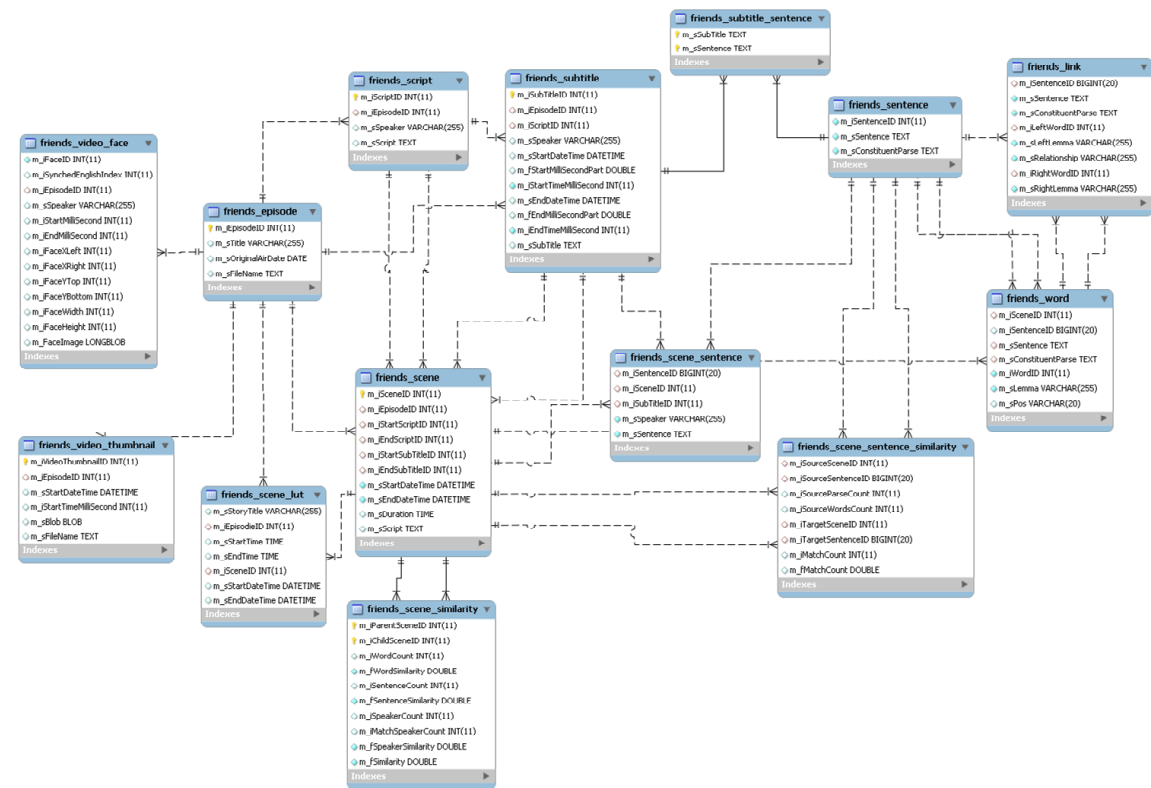 friends_subtitle_sentence
m_sSubTitle TEXT
m_sSentence TEXT
Indexes
friends_script
m_iScriptID INT(11)
m_iEpisodeID INT(11)
m_sSpeaker VARCHAR(255)
m_sScript TEXT
Indexes
friends_subtitle
m_iSubTitleID INT(11)
m_iEpisodeID INT(11)
m_iScriptID INT(11)
m_sSpeaker VARCHAR(255)
m_sStartDateTime DATETIME
m_fStartMilliSecondPart DOUBLE
m_iStartTimeMilliSecond INT(11)
m_sEndDateTime DATETIME
m_fEndMilliSecondPart DOUBLE
m_iEndTimeMilliSecond INT(11)
m_sSubTitle TEXT
Indexes
friends_sentence
m_iSentenceID INT(11)
m_sSentence TEXT
m_sConstituentParse TEXT
Indexes
friends_link
m_iSentenceID BIGINT(20)
m_sSentence TEXT
m_sConstituentParse TEXT
m_iLeftWordID INT(11)
m_sLeftLemma VARCHAR(255)
m_sRelationship VARCHAR(255)
m_iRightWordID INT(11)
m_sRightLemma VARCHAR(255)
Indexes
friends_video_face
m_iFaceID INT(11)
m_iSynchedEnglishIndex INT(11)
m_iEpisodeID INT(11)
m_sSpeaker VARCHAR(255)
m_iStartMilliSecond INT(11)
m_iEndMilliSecond INT(11)
m_iFaceXLeft INT(11)
m_iFaceXRight INT(11)
m_iFaceYTop INT(11)
m_iFaceYBottom INT(11)
m_iFaceWidth INT(11)
m_iFaceHeight INT(11)
m_FaceImage LONGBLOB
Indexes
friends_episode
m_iEpisodeID INT(11)
m_sTitle VARCHAR(255)
m_sOriginalAirDate DATE
m_sFileName TEXT
Indexes
friends_word
m_iSceneID INT(11)
m_iSentenceID BIGINT(20)
m_sSentence TEXT
m_sConstituentParse TEXT
m_iWordID INT(11)
m_sLemma VARCHAR(255)
m_sPos VARCHAR(20)
Indexes
friends_scene_sentence
m_iSentenceID BIGINT(20)
m_iSceneID INT(11)
m_iSubTitleID INT(11)
m_sSpeaker VARCHAR(255)
m_sSentence TEXT
Indexes
friends_scene
m_iSceneID INT(11)
m_iEpisodeID INT(11)
m_iStartScriptID INT(11)
m_iEndScriptID INT(11)
m_iStartSubTitleID INT(11)
m_iEndSubTitleID INT(11)
m_sStartDateTime DATETIME
m_sEndDateTime DATETIME
m_sDuration TIME
m_sScript TEXT
Indexes
friends_video_thumbnail
m_iVideoThumbnailID INT(11)
m_iEpisodeID INT(11)
m_sStartDateTime DATETIME
m_iStartTimeMilliSecond INT(11)
m_sBlob BLOB
m_sFileName TEXT
Indexes
friends_scene_lut
m_sStoryTitle VARCHAR(255)
m_iEpisodieID INT(11)
m_sStartTime TIME
m_sEndTime TIME
m_iSceneID INT(11)
m_sStartDateTime DATETIME
m_sEndDateTime DATETIME
Indexes
friends_scene_sentence_similarity
m_iSourceSceneID INT(11)
m_iSourceSentenceID BIGINT(20)
m_iSourceParseCount INT(11)
m_iSourceWordsCount INT(11)
m_iTargetSceneID INT(11)
m_iTargetSentenceID BIGINT(20)
m_iMatchCount INT(11)
m_fMatchCount DOUBLE
Indexes
friends_scene_similarity
m_iParentSceneID INT(11)
m_iChildSceneID INT(11)
m_iWordCount INT(11)
m_fWordSimilarity DOUBLE
m_iSentenceCount INT(11)
m_fSentenceSimilarity DOUBLE
m_iSpeakerCount INT(11)
m_iMatchSpeakerCount INT(11)
m_fSpeakerSimilarity DOUBLE
m_fSimilarity DOUBLE
Indexes